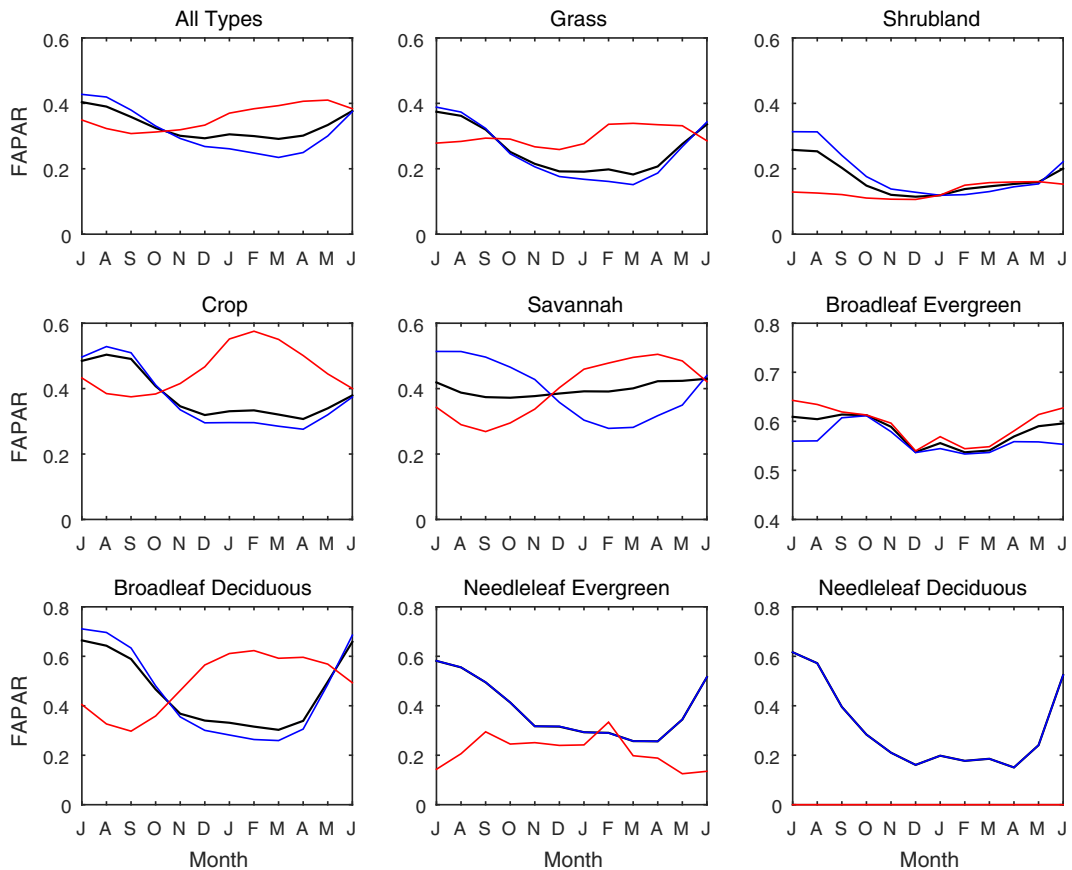 All Types
Grass
Shrubland
FAPAR
0.6
0.4
0.2
0
J A S O N D J F M A M J
0.6
0.4
0.2
0
J A S O N D J F M A M J
0.6
0.4
0.2
0
J A S O N D J F M A M J
Crop
Savannah
Broadleaf Evergreen
FAPAR
0.6
0.4
0.2
0
J A S O N D J F M A M J
0.6
0.4
0.2
0
J A S O N D J F M A M J
0.8
0.7
0.6
0.5
0.4
J A S O N D J F M A M J
Broadleaf Deciduous
Needleleaf Evergreen
Needleleaf Deciduous
FAPAR
0.8
0.6
0.4
0.2
0
J A S O N D J F M A M J
Month
0.8
0.6
0.4
0.2
0
J A S O N D J F M A M J
Month
0.8
0.6
0.4
0.2
0
J A S O N D J F M A M J
Month